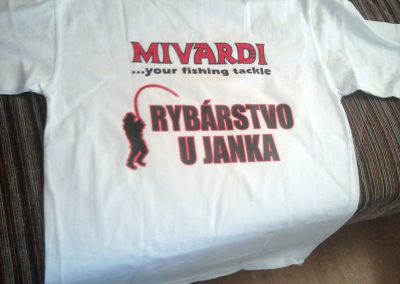 MIVARDI
...your fishing tackle
RYBÁRSTVO
U JANKA